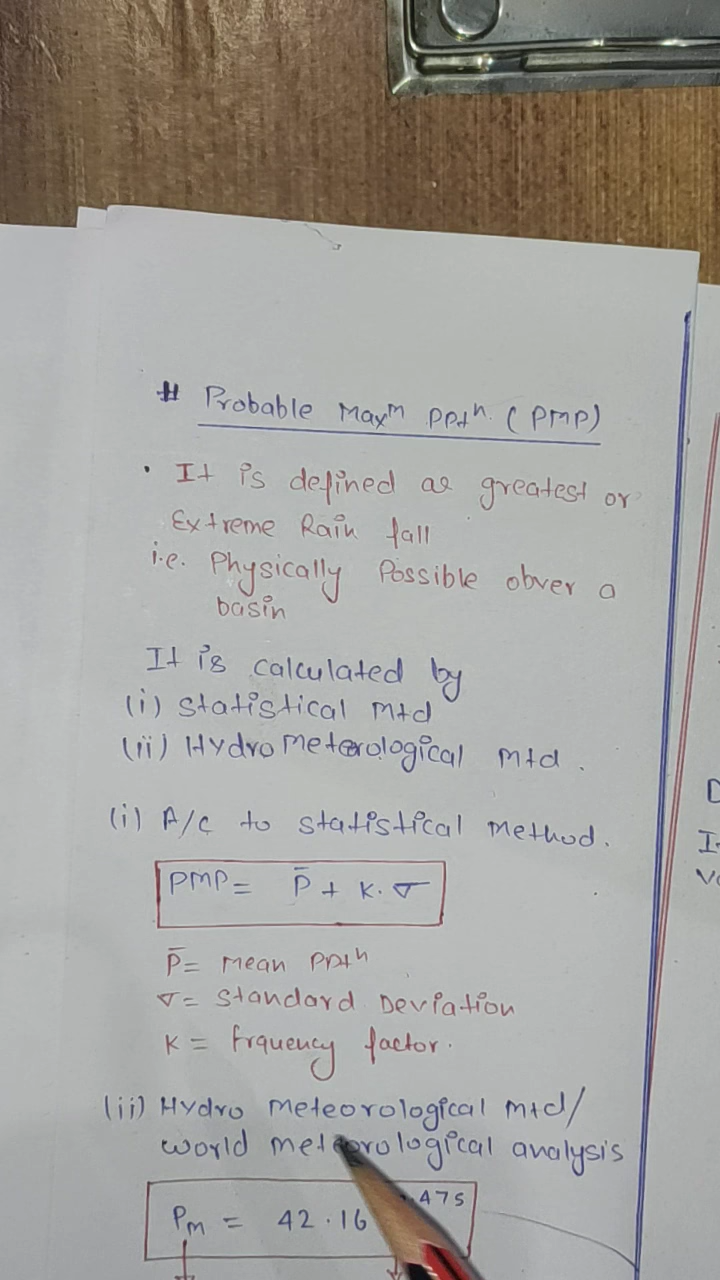 # Probable Maxᵐ PPtʰ. (PMP)
• It is defined as greatest or
Extreme Rain fall
i.e. Physically Possible obver a
basin
It is calculated by
(i) Statistical Mtd
(ii) Hydro Meterological Mtd.
(i) A/c to statistical Method.
PMP = P̄ + K.σ
P̄ = Mean PPtʰ
σ = Standard Deviation
K = frquency factor.
(ii) Hydro Meteorological Mtd/
world meteorological analysis
Pm = 42.16 .475